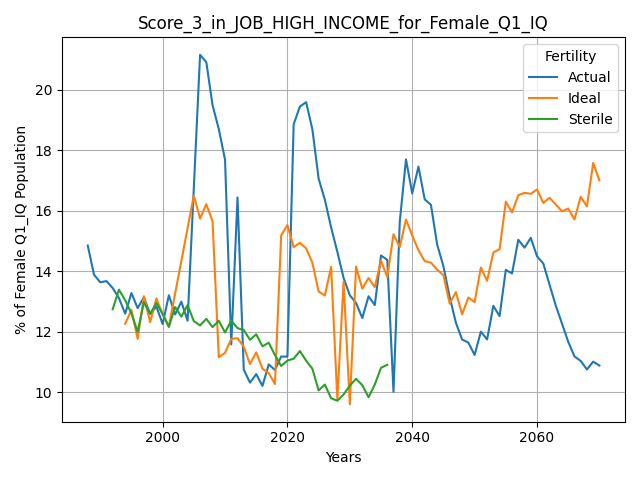 Score_3_in_JOB_HIGH_INCOME_for_Female_Q1_IQ
Fertility
Actual
Ideal
Sterile
% of Female Q1_IQ Population
20
18
16
14
12
10
2000 2020 2040 2060
Years